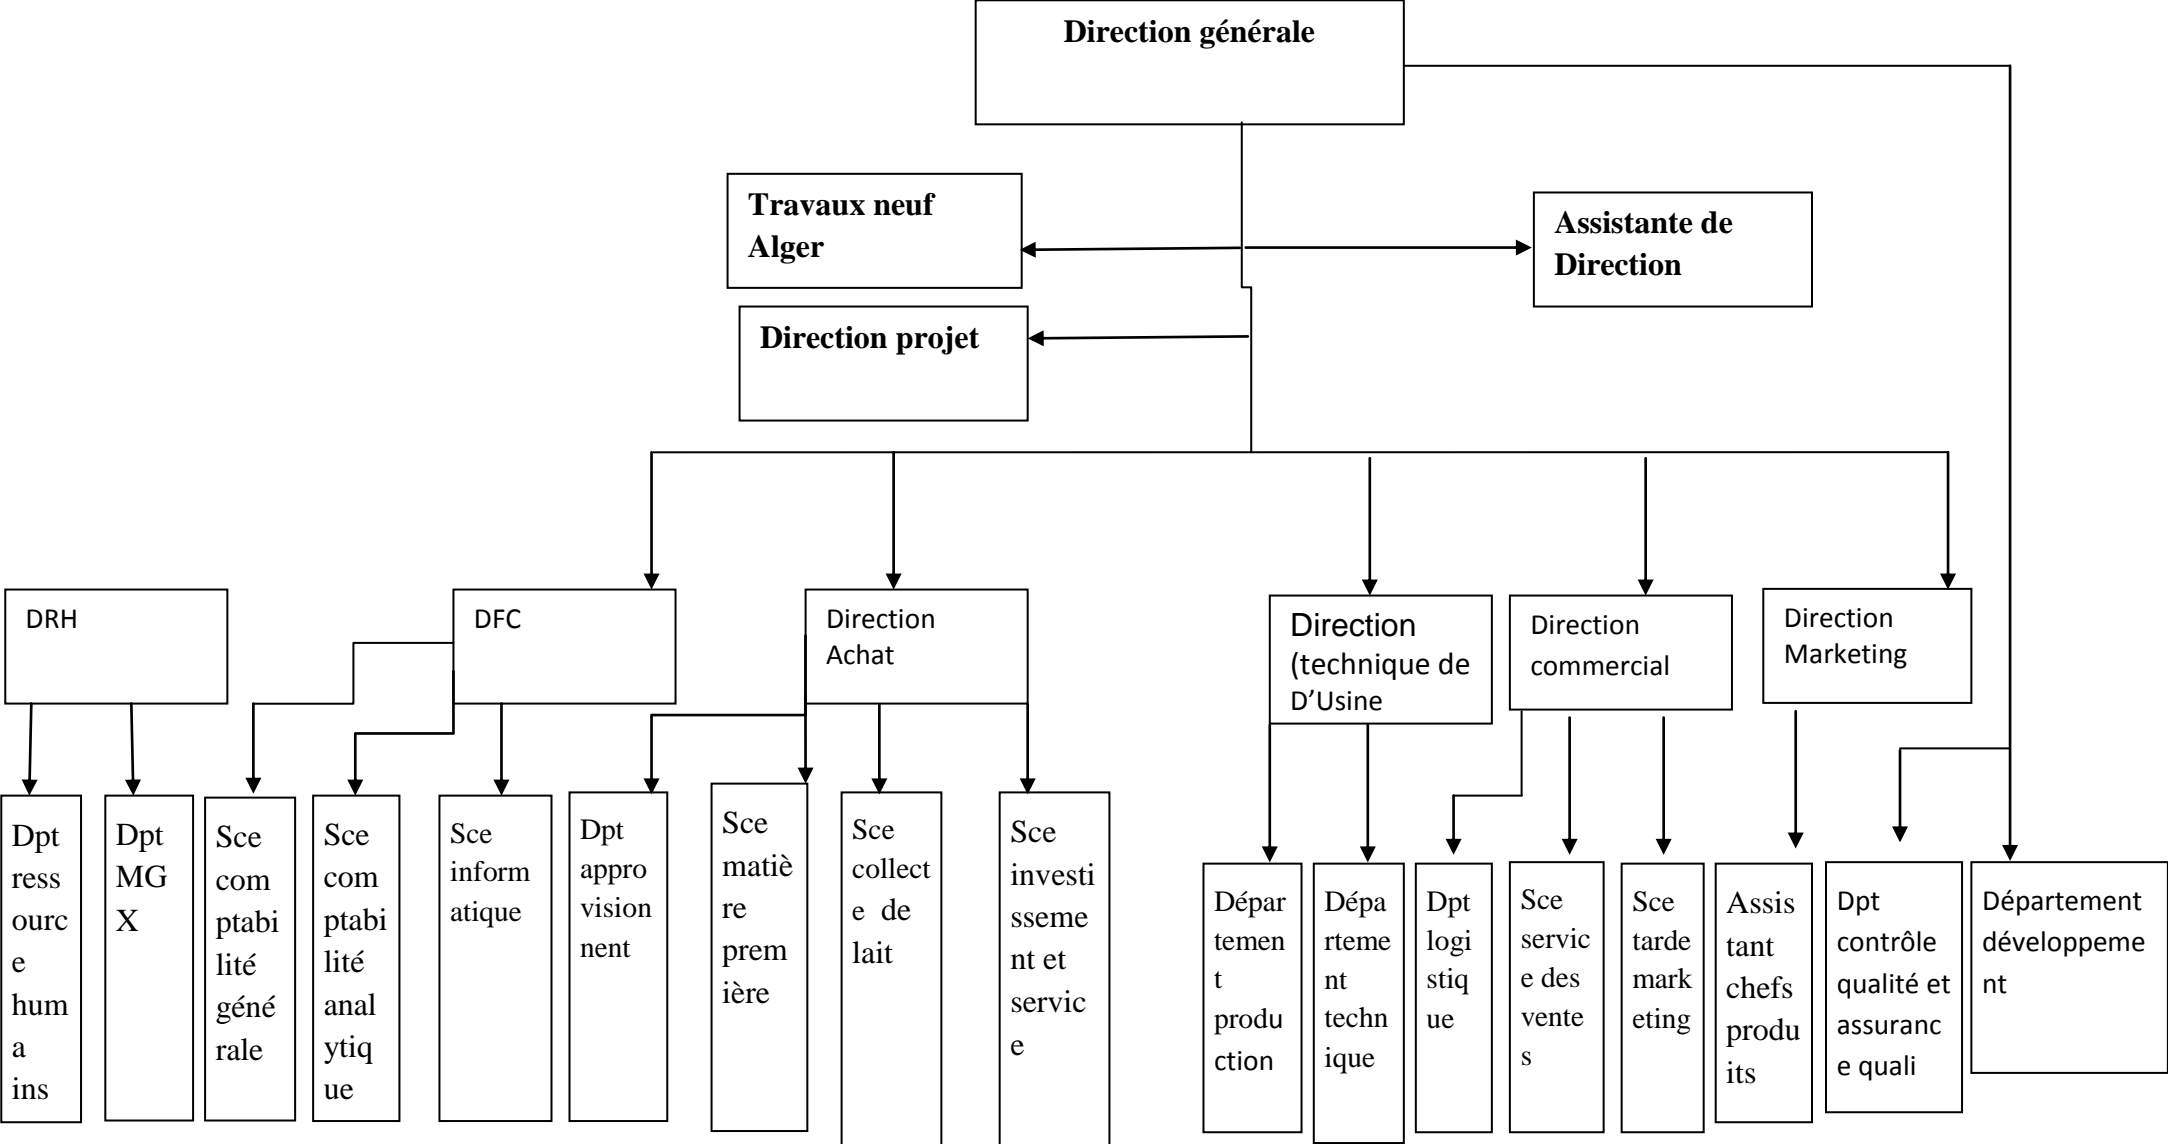 Direction générale
Travaux neuf
Alger
Assistante de
Direction
Direction projet
DRH
DFC
Direction
Achat
Direction
(technique de
D’Usine
Direction
commercial
Direction
Marketing
Dpt
ress
ourc
e
hum
a
ins
Dpt
MG
X
Sce
com
ptabi
lité
géné
rale
Sce
com
ptabi
lité
anal
ytiq
ue
Sce
inform
atique
Dpt
appro
vision
nent
Sce
matiè
re
prem
ière
Sce
collect
e de
lait
Sce
investi
sseme
nt et
servic
e
Dépar
temen
t
produ
ction
Dépa
rteme
nt
techn
ique
Dpt
logi
stiq
ue
Sce
servic
e des
vente
s
Sce
tarde
mark
eting
Assis
tant
chefs
produ
its
Dpt
contrôle
qualité et
assuranc
e quali
Département
développeme
nt